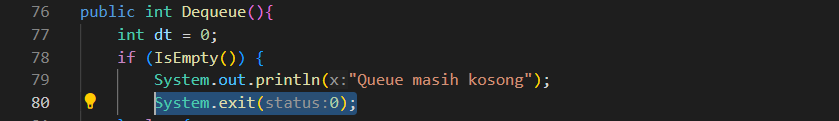 76 public int Dequeue(){
77 int dt = 0;
78 if (IsEmpty()) {
79 System.out.println(x:"Queue masih kosong");
80 System.exit(status:0);